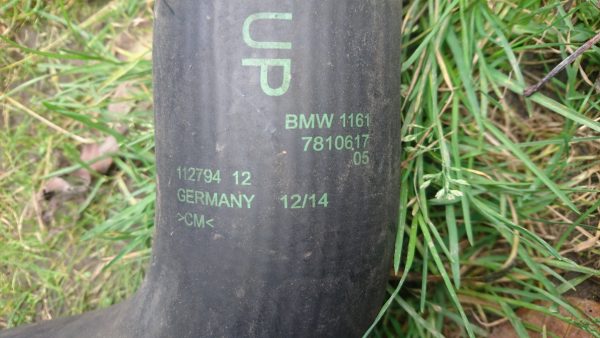 UP
BMW 1161
7810617
05
112794 12
GERMANY 12/14
>CM<